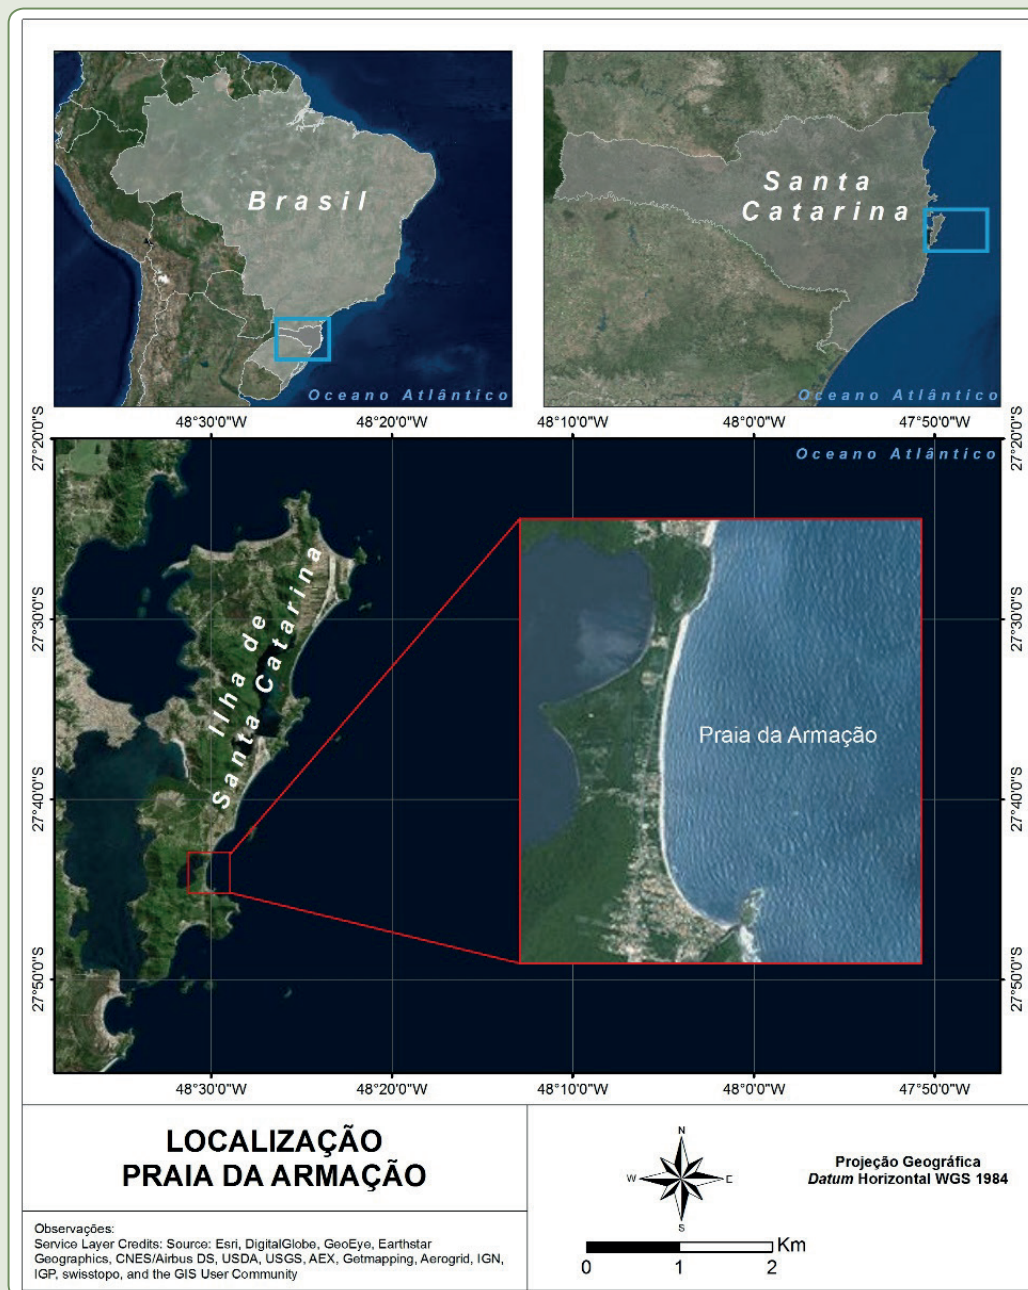 Brasil
Oceano Atlântico
Santa
Catarina
Oceano Atlântico
48°30'0"W 48°20'0"W 48°10'0"W 48°0'0"W 47°50'0"W
27°20'0"S 27°20'0"S
Oceano Atlântico
Ilha de
Santa Catarina
27°30'0"S 27°30'0"S
Praia da Armação
27°40'0"S 27°40'0"S
27°50'0"S 27°50'0"S
48°30'0"W 48°20'0"W 48°10'0"W 48°0'0"W 47°50'0"W
LOCALIZAÇÃO
PRAIA DA ARMAÇÃO
Observações:
Service Layer Credits: Source: Esri, DigitalGlobe, GeoEye, Earthstar
Geographics, CNES/Airbus DS, USDA, USGS, AEX, Getmapping, Aerogrid, IGN,
IGP, swisstopo, and the GIS User Community
N
W E
S
Projeção Geográfica
Datum Horizontal WGS 1984
Km
0 1 2